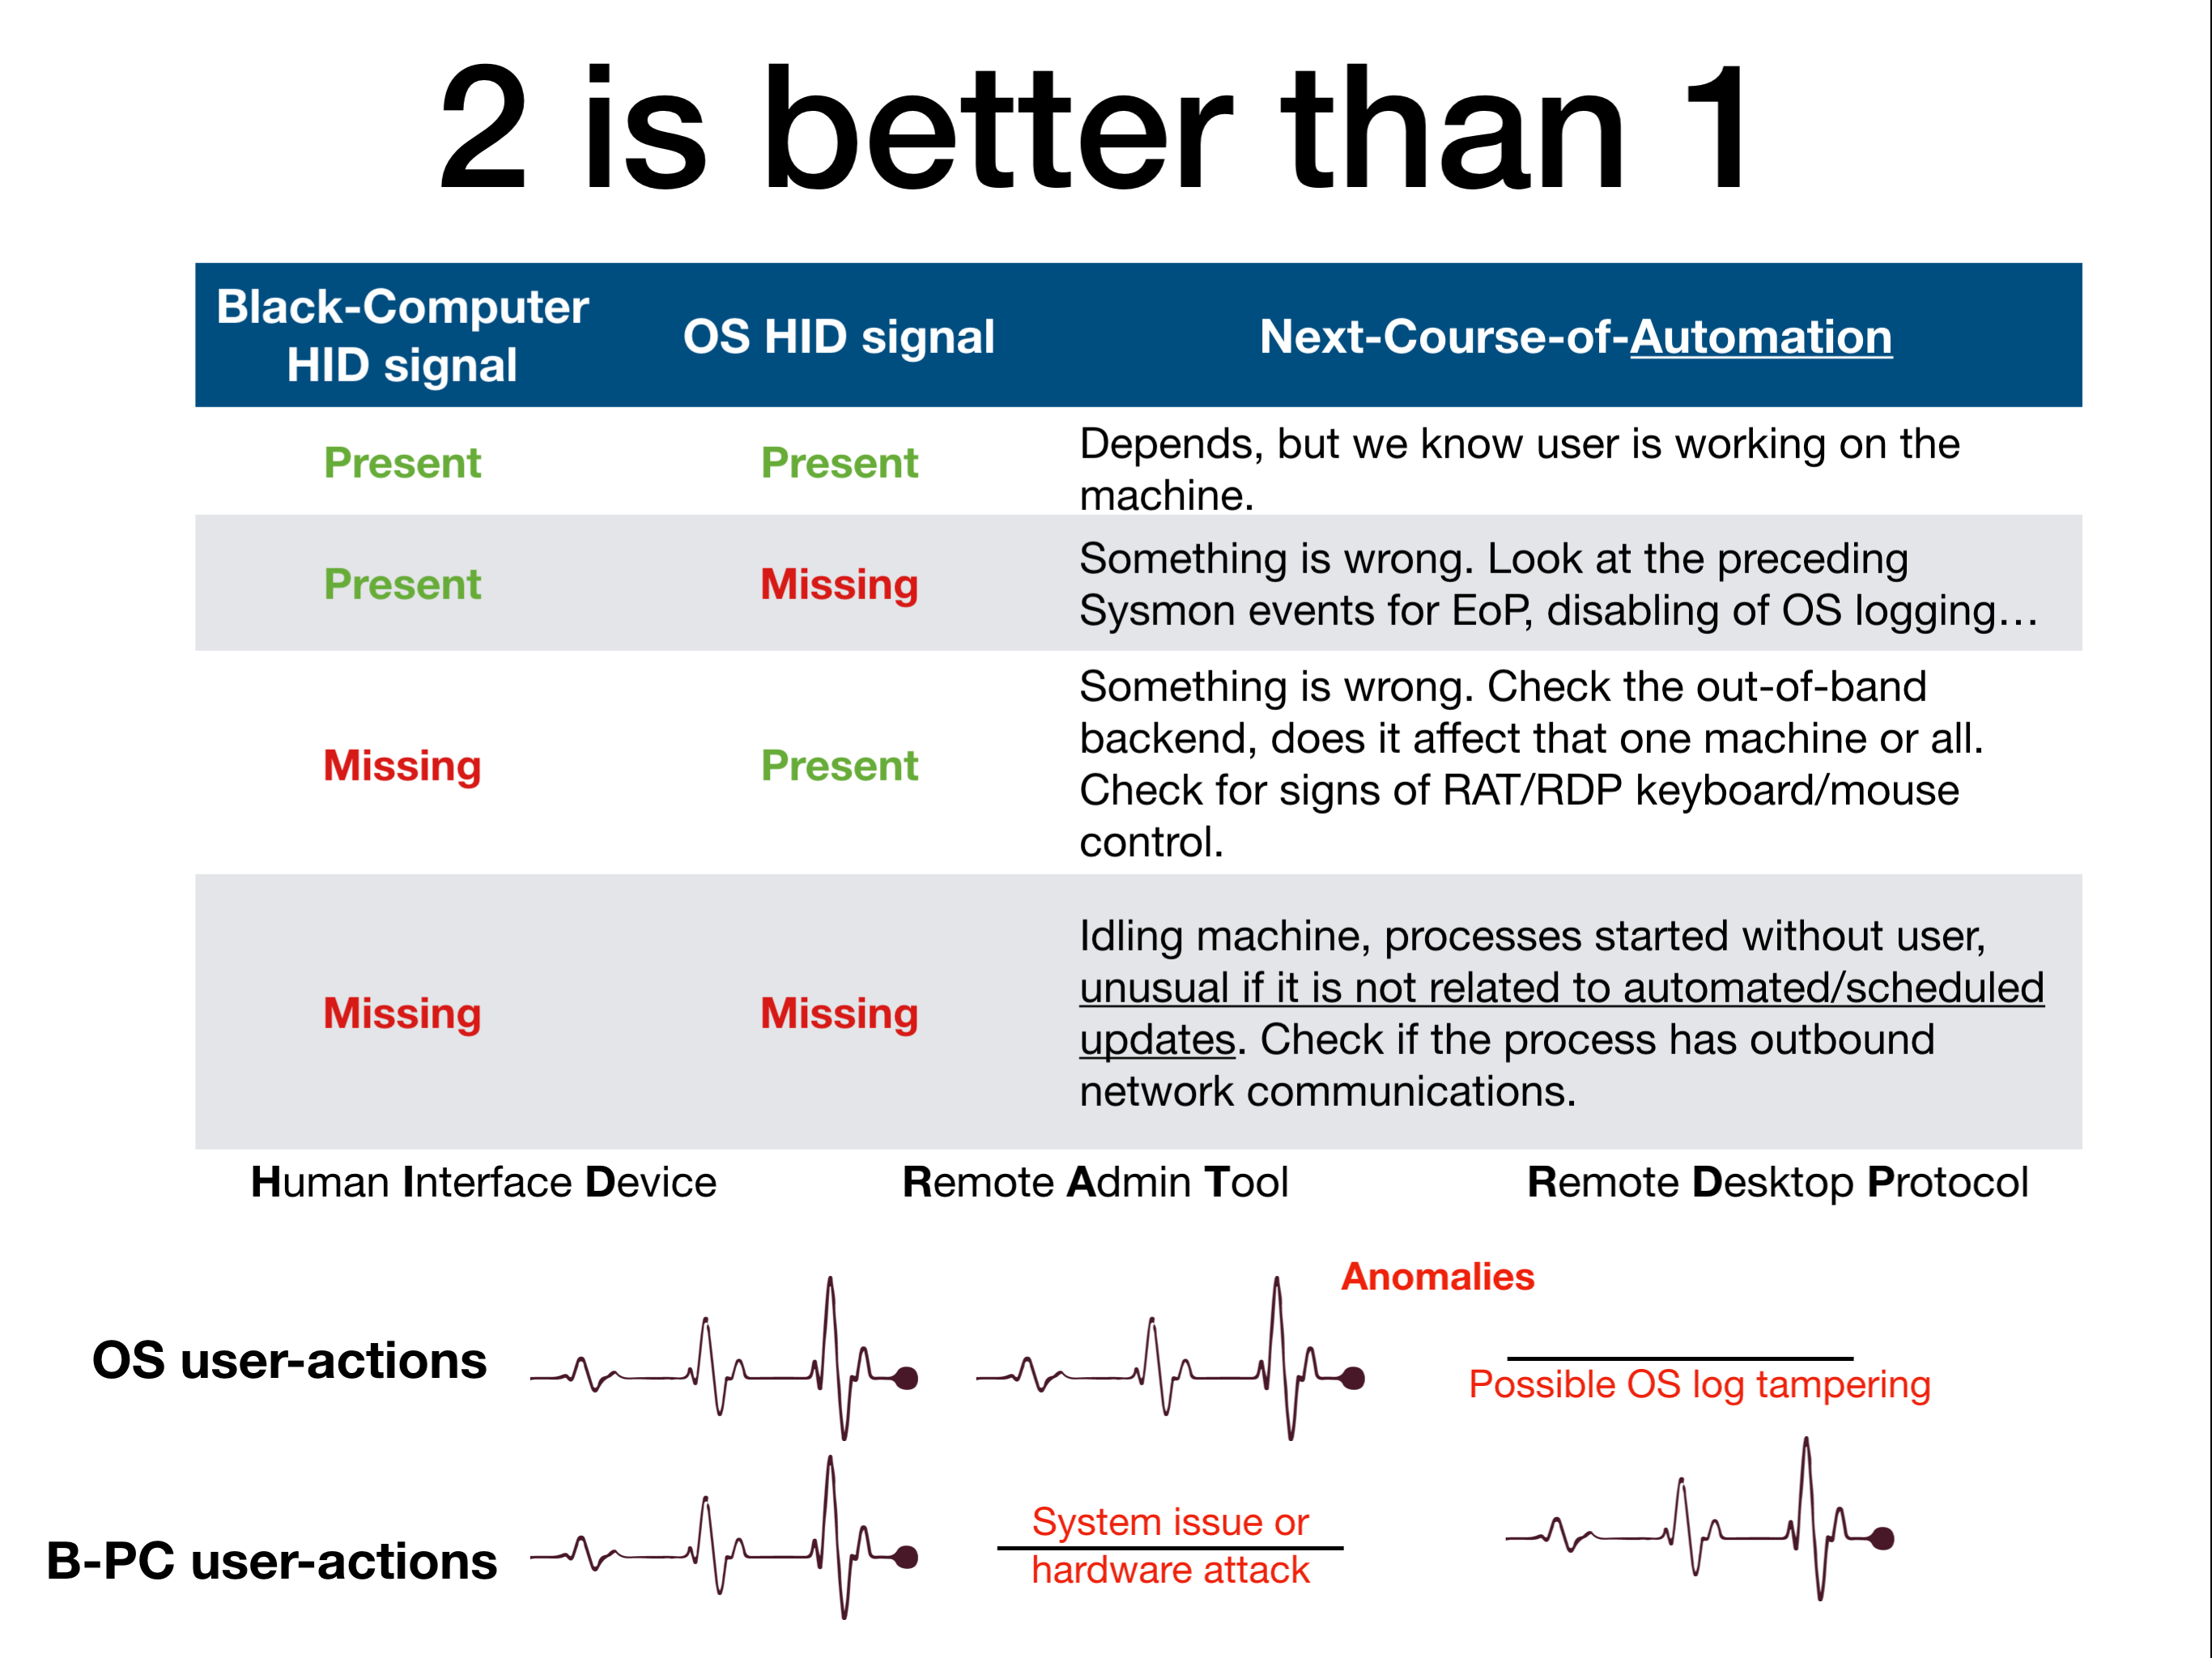 2 is better than 1
Black-Computer
HID signal
OS HID signal
Next-Course-of-Automation
Present
Present
Depends, but we know user is working on the
machine.
Present
Missing
Something is wrong. Look at the preceding
Sysmon events for EoP, disabling of OS logging…
Missing
Present
Something is wrong. Check the out-of-band
backend, does it affect that one machine or all.
Check for signs of RAT/RDP keyboard/mouse
control.
Missing
Missing
Idling machine, processes started without user,
unusual if it is not related to automated/scheduled
updates. Check if the process has outbound
network communications.
Human Interface Device
Remote Admin Tool
Remote Desktop Protocol
Anomalies
OS user-actions
Possible OS log tampering
B-PC user-actions
System issue or
hardware attack